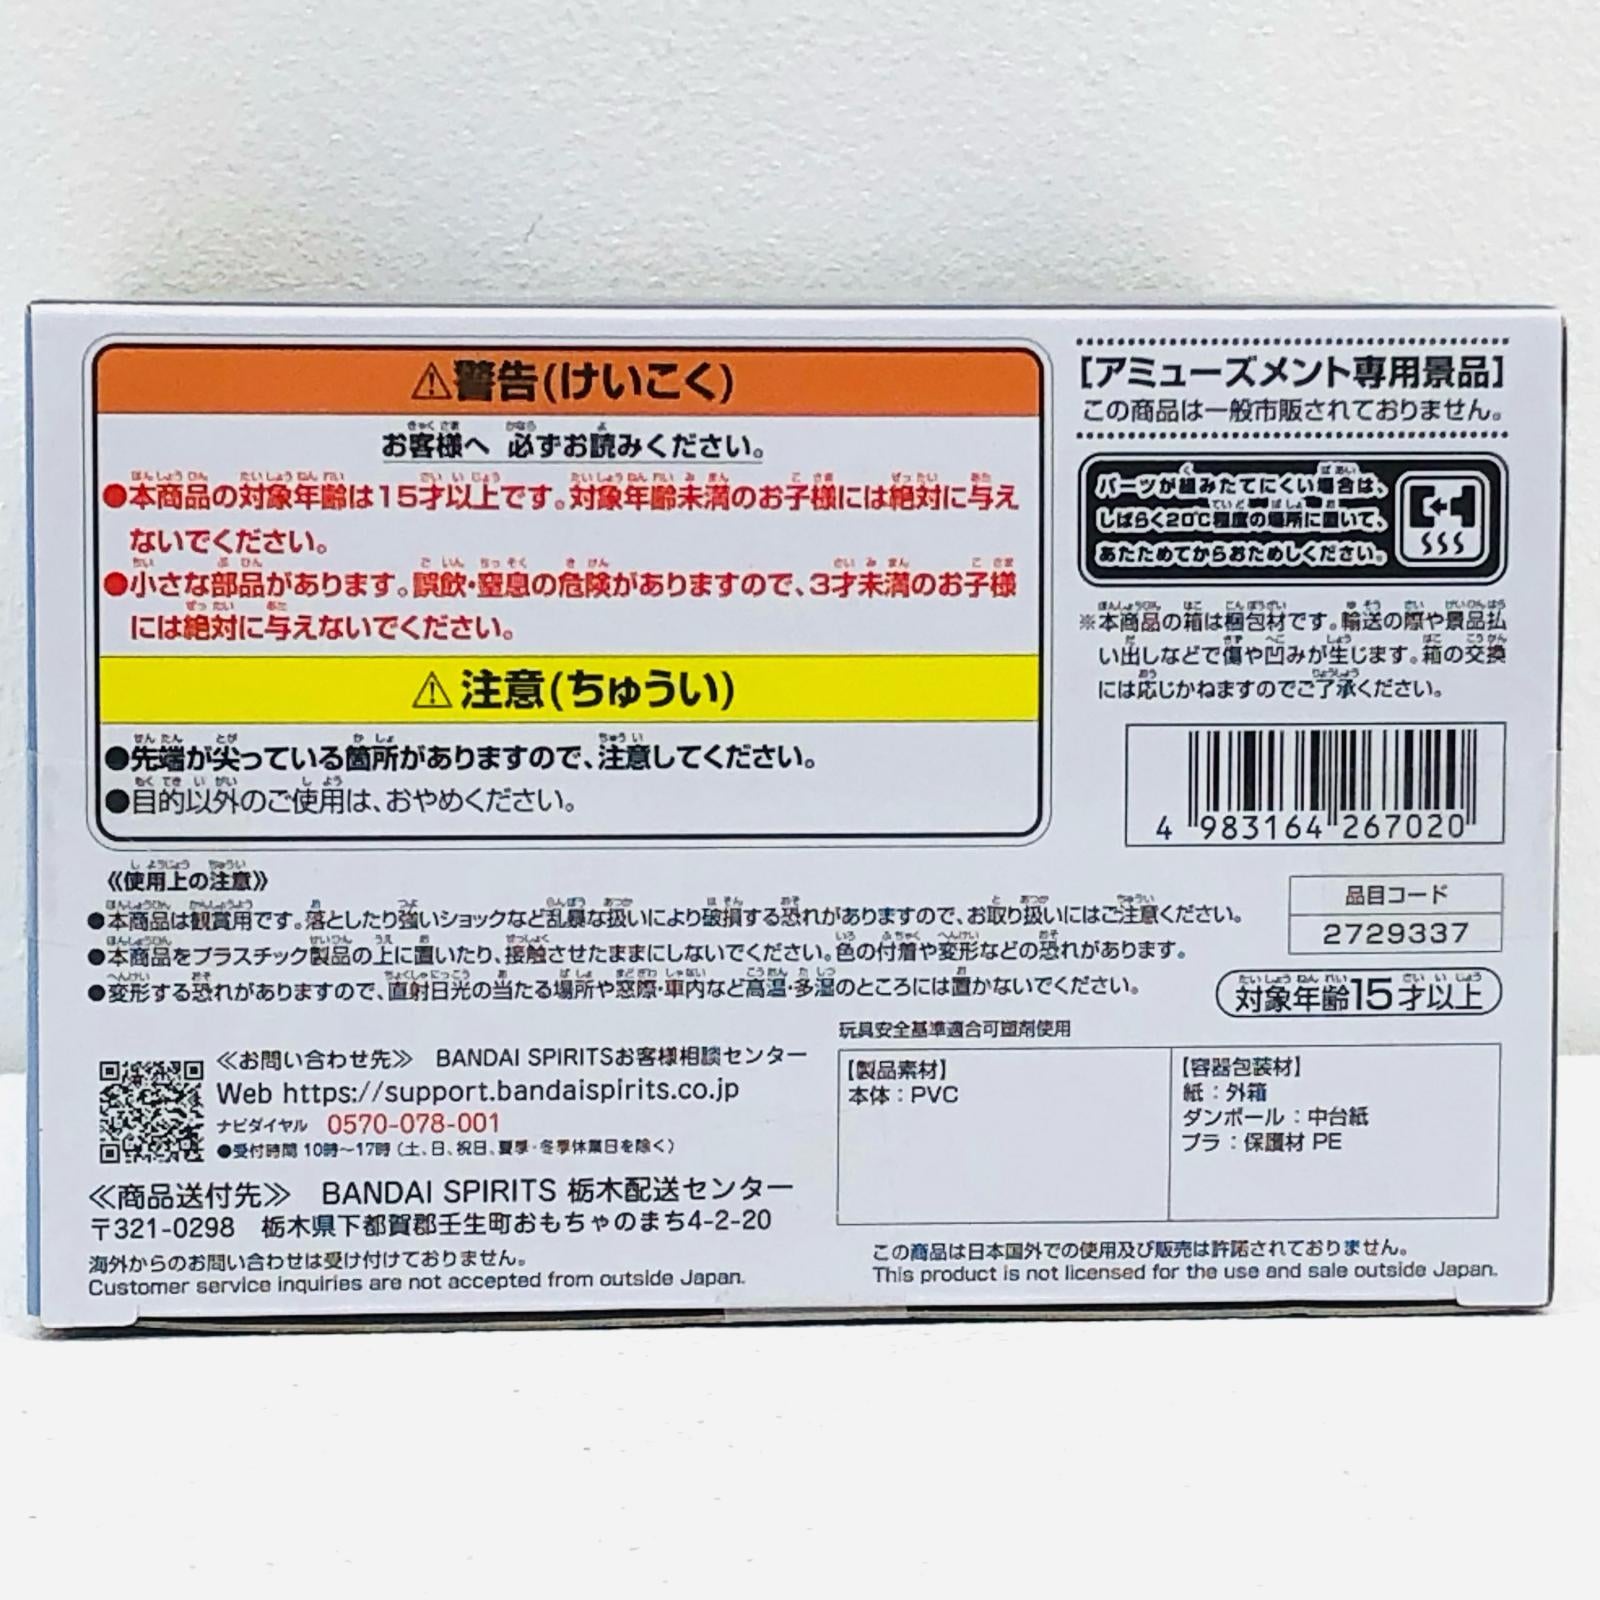 ⚠警告(けいこく)
お客様へ 必ずお読みください。
●本商品の対象年齢は15才以上です。対象年齢未満のお子様には絶対に与え
ないでください。
●小さな部品があります。誤飲・窒息の危険がありますので、3才未満のお子様
には絶対に与えないでください。
⚠注意(ちゅうい)
●先端が尖っている箇所がありますので、注意してください。
●目的以外のご使用は、おやめください。
[アミューズメント専用景品]
この商品は一般市販されておりません。
パーツが組みたてにくい場合は、
しばらく20℃程度の場所に置いて、
あたためてからおためしください。
※本商品の箱は梱包材です。輸送の際や景品払
い出しなどで傷や凹みが生じます。箱の交換
には応じかねますのでご了承ください。
4 983164 267020
《使用上の注意》
●本商品は観賞用です。落としたり強いショックなど乱暴な扱いにより破損する恐れがありますので、お取り扱いにはご注意ください。
●本商品をプラスチック製品の上に置いたり、接触させたままにしないでください。色の付着や変形などの恐れがあります。
●変形する恐れがありますので、直射日光の当たる場所や窓際・車内など高温・多湿のところには置かないでください。
品目コード
2729337
対象年齢15才以上
≪お問い合わせ先≫ BANDAI SPIRITSお客様相談センター
Web https://support.bandaispirits.co.jp
ナビダイヤル 0570-078-001
●受付時間 10時～17時 (土、日、祝日、夏季・冬季休業日を除く)
≪商品送付先≫ BANDAI SPIRITS 栃木配送センター
〒321-0298 栃木県下都賀郡壬生町おもちゃのまち4-2-20
海外からのお問い合わせは受け付けておりません。
Customer service inquiries are not accepted from outside Japan.
玩具安全基準適合可塑剤使用
【製品素材】
本体：PVC
【容器包装材】
紙：外箱
ダンボール：中台紙
プラ：保護材 PE
この商品は日本国外での使用及び販売は許諾されておりません。
This product is not licensed for the use and sale outside Japan.